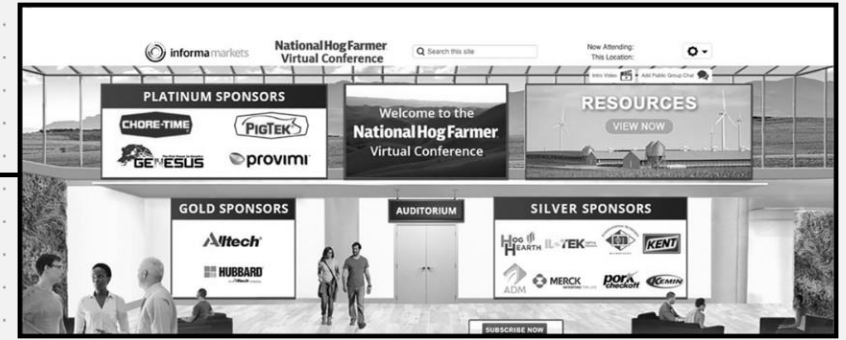 informa markets
National Hog Farmer
Virtual Conference
Search this site
Now Attending:
This Location:
Intro Video
Add Public Group Chat
PLATINUM SPONSORS
CHORE-TIME
PIGTEK
GENESUS
provimi
Welcome to the
National Hog Farmer
Virtual Conference
RESOURCES
VIEW NOW
GOLD SPONSORS
Alltech
HUBBARD
AUDITORIUM
SILVER SPONSORS
HOG HEARTH
TEK
KENT
ADM
MERCK
pork checkoff
KEMIN
SUBSCRIBE NOW